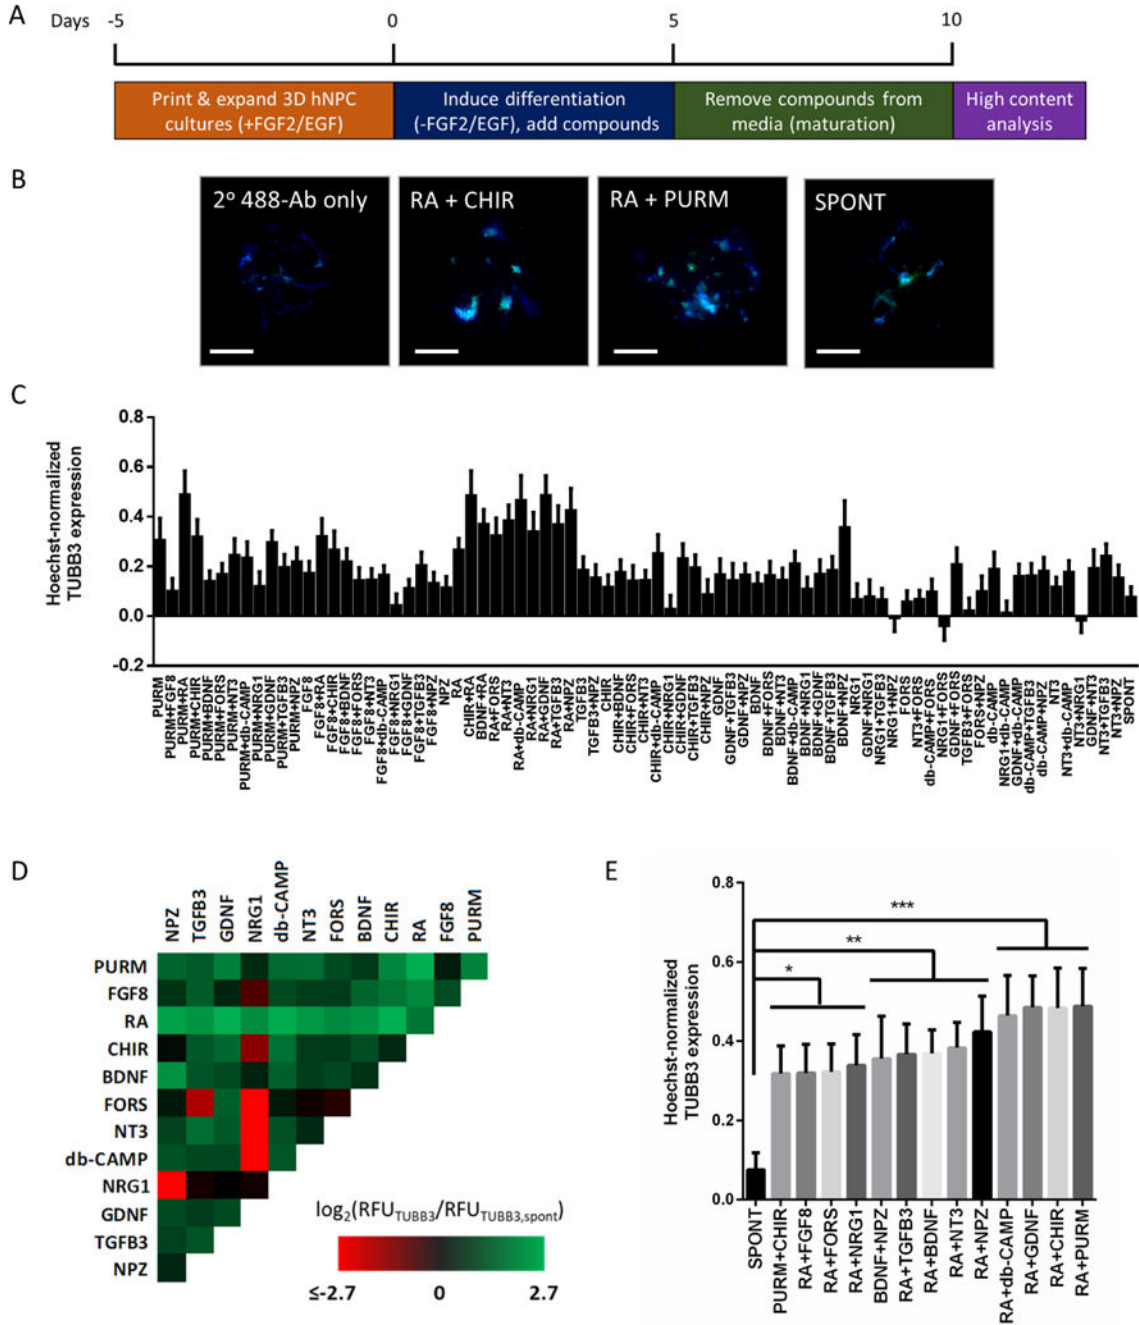 A
Days
-5
0
5
10
Print & expand 3D hNPC
cultures (+FGF2/EGF)
Induce differentiation
(-FGF2/EGF), add compounds
Remove compounds from
media (maturation)
High content
analysis
B
2º 488-Ab only
RA + CHIR
RA + PURM
SPONT
C
Hoechst-normalized
TUBB3 expression
0.8
0.6
0.4
0.2
0.0
-0.2
PURM
PURM+FGF8
PURM+RA
PURM+CHIR
PURM+BDNF
PURM+FORS
PURM+NT3
PURM+db-CAMP
PURM+NRG1
PURM+GDNF
PURM+TGFB3
PURM+NPZ
FGF8
FGF8+RA
FGF8+CHIR
FGF8+BDNF
FGF8+FORS
FGF8+NT3
FGF8+db-CAMP
FGF8+NRG1
FGF8+GDNF
FGF8+TGFB3
FGF8+NPZ
NPZ
RA
CHIR+RA
BDNF+RA
RA+FORS
RA+NT3
RA+db-CAMP
RA+NRG1
RA+GDNF
RA+TGFB3
RA+NPZ
TGFB3
TGFB3+NPZ
CHIR
CHIR+BDNF
CHIR+FORS
CHIR+NT3
CHIR+db-CAMP
CHIR+NRG1
CHIR+GDNF
CHIR+TGFB3
CHIR+NPZ
GDNF
GDNF+TGFB3
GDNF+NPZ
BDNF
BDNF+FORS
BDNF+NT3
BDNF+db-CAMP
BDNF+NRG1
BDNF+GDNF
BDNF+TGFB3
BDNF+NPZ
NRG1
GDNF+NRG1
NRG1+TGFB3
NRG1+NPZ
FORS
NT3+FORS
db-CAMP+FORS
NRG1+FORS
GDNF+FORS
TGFB3+FORS
FORS+NPZ
db-CAMP
NRG1+db-CAMP
GDNF+db-CAMP
db-CAMP+TGFB3
db-CAMP+NPZ
NT3
NT3+db-CAMP
NT3+NRG1
GDNF+NT3
NT3+TGFB3
NT3+NPZ
SPONT
D
NPZ
TGFB3
GDNF
NRG1
db-CAMP
NT3
FORS
BDNF
CHIR
RA
FGF8
PURM
PURM
FGF8
RA
CHIR
BDNF
FORS
NT3
db-CAMP
NRG1
GDNF
TGFB3
NPZ
log2(RFUTUBB3/RFUTUBB3,spont)
≤-2.7
0
2.7
E
Hoechst-normalized
TUBB3 expression
0.8
0.6
0.4
0.2
0.0
***
**
*
SPONT
PURM+CHIR
RA+FGF8
RA+FORS
RA+NRG1
BDNF+NPZ
RA+TGFB3
RA+BDNF
RA+NT3
RA+NPZ
RA+db-CAMP
RA+GDNF
RA+CHIR
RA+PURM